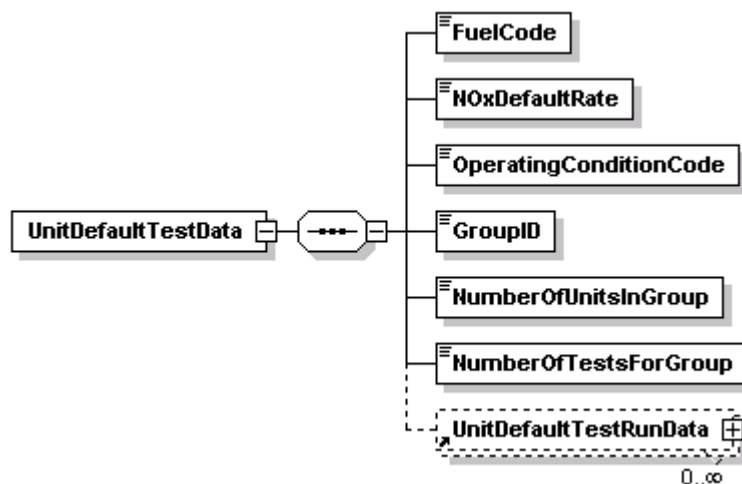 FuelCode
NOxDefaultRate
OperatingConditionCode
UnitDefaultTestData
GroupID
NumberOfUnitsInGroup
NumberOfTestsForGroup
UnitDefaultTestRunData
0..∞